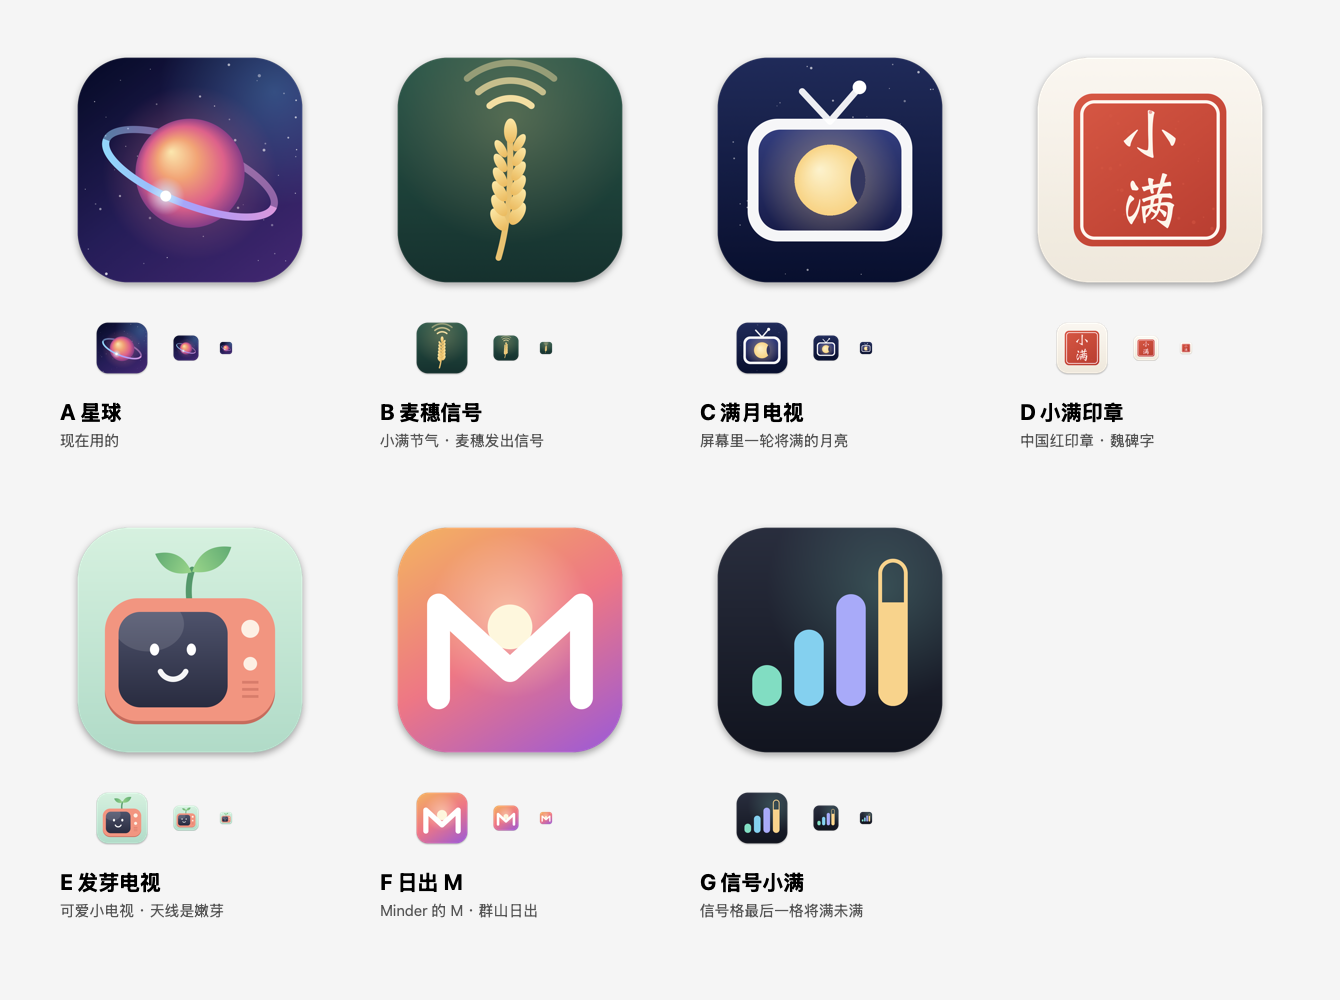 小
满
A 星球
现在用的
B 麦穗信号
小满节气 · 麦穗发出信号
C 满月电视
屏幕里一轮将满的月亮
D 小满印章
中国红印章 · 魏碑字
E 发芽电视
可爱小电视 · 天线是嫩芽
F 日出 M
Minder 的 M · 群山日出
G 信号小满
信号格最后一格将满未满